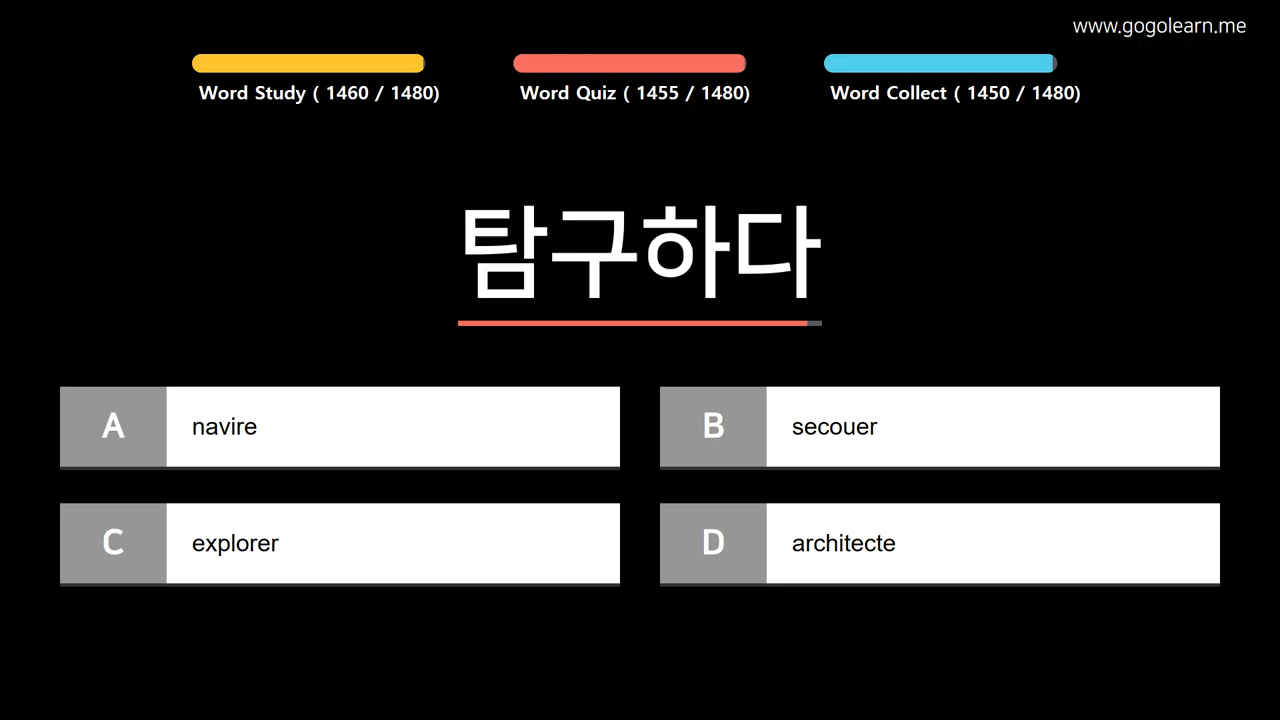 www.gogolearn.me
Word Study ( 1460 / 1480)
Word Quiz ( 1455 / 1480)
Word Collect ( 1450 / 1480)
탐구하다
A navire
B secouer
C explorer
D architecte